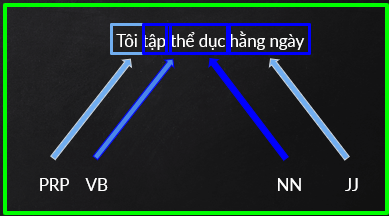 Tôi tập thể dục hằng ngày
PRP VB NN JJ